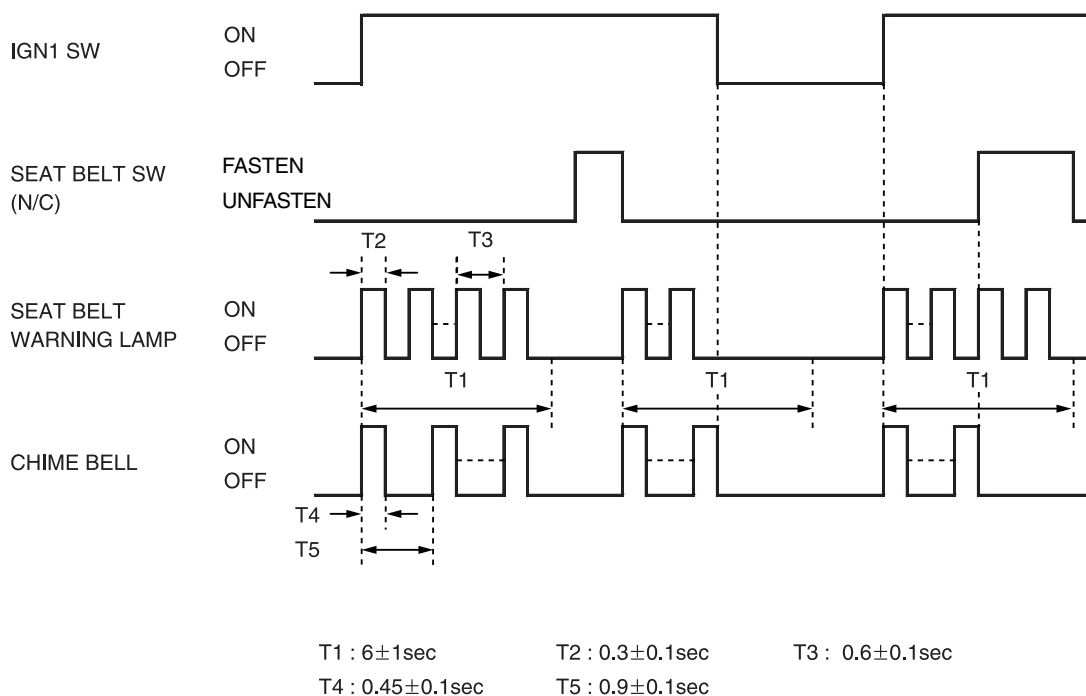 IGN1 SW
ON
OFF
SEAT BELT SW
(N/C)
FASTEN
UNFASTEN
T2
T3
SEAT BELT
WARNING LAMP
ON
OFF
T1
T1
T1
CHIME BELL
ON
OFF
T4
T5
T1 : 6±1sec T2 : 0.3±0.1sec T3 : 0.6±0.1sec
T4 : 0.45±0.1sec T5 : 0.9±0.1sec